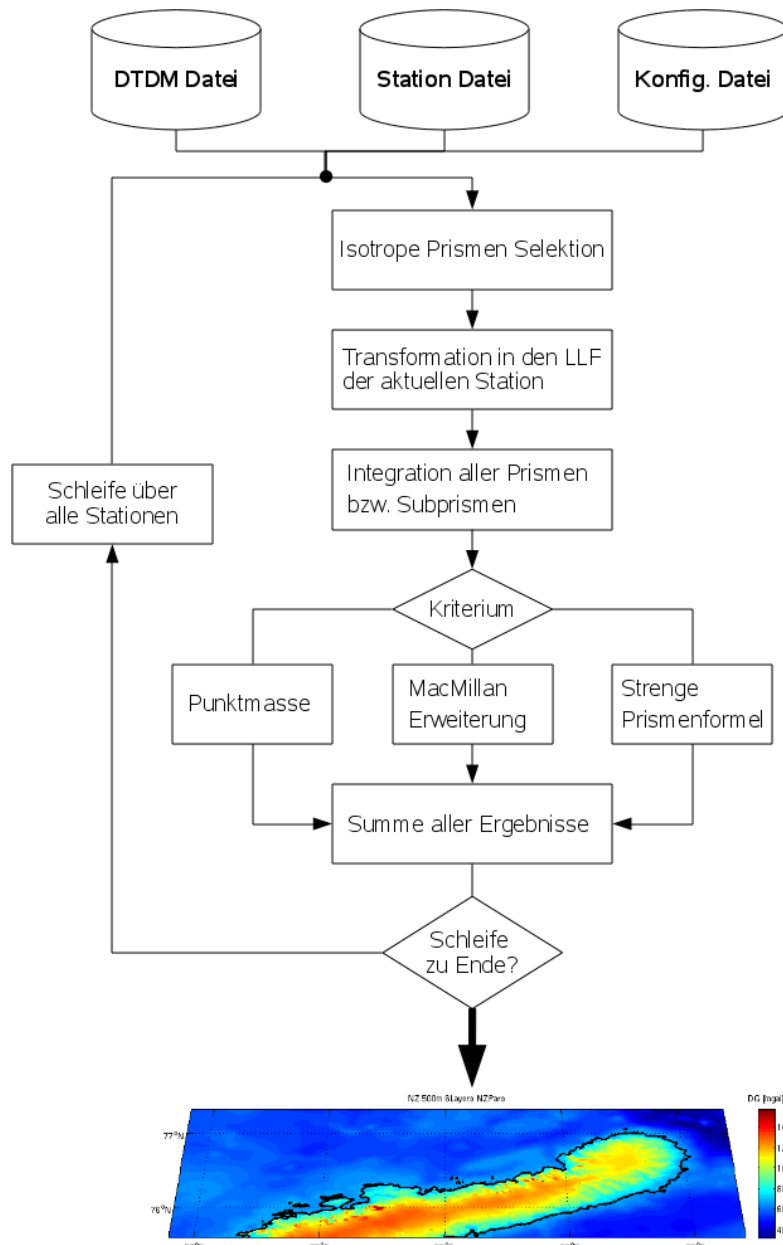 DTDM Datei
Station Datei
Konfig. Datei
Isotrope Prismen Selektion
Transformation in den LLF
der aktuellen Station
Integration aller Prismen
bzw. Subprismen
Schleife über
alle Stationen
Kriterium
Punktmasse
MacMillan
Erweiterung
Strenge
Prismenformel
Summe aller Ergebnisse
Schleife
zu Ende?
NZ 500m 6Layers NZPara
DG [mgal]
77°N
76°N